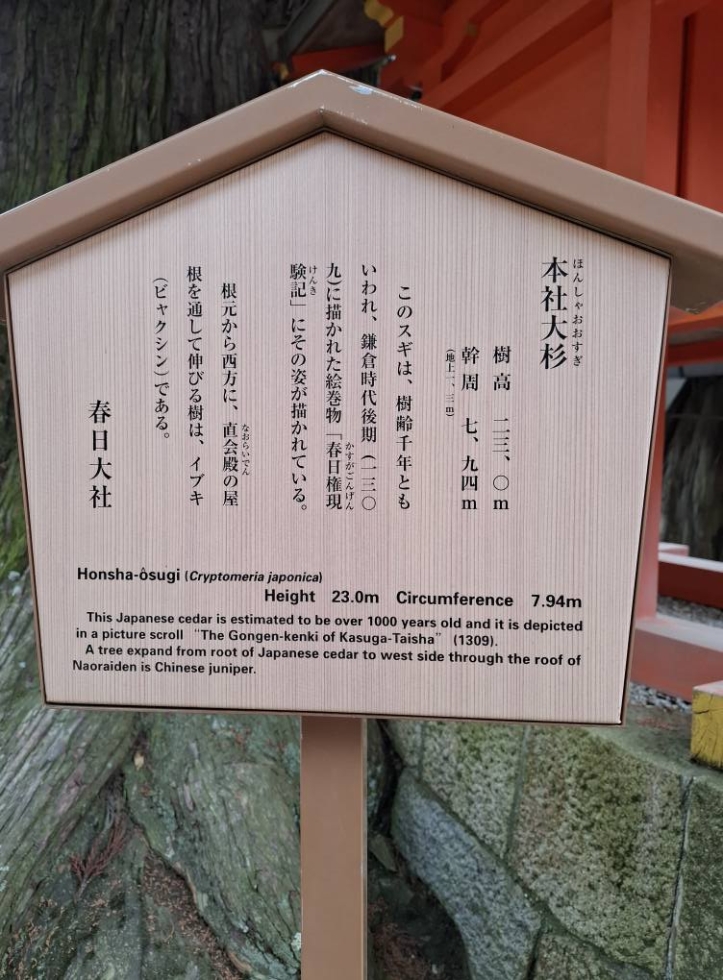 本社大杉
ほんしゃおおすぎ
樹高 二三、〇m
幹周 七、九四m
(地上一、三m)
このスギは、樹齢千年とも
いわれ、鎌倉時代後期(一三〇
九)に描かれた絵巻物「春日権現
かすがごんげん
験記」にその姿が描かれている。
けんき
根元から西方に、直会殿の屋
なおらいでん
根を通して伸びる樹は、イブキ
(ビャクシン)である。
春日大社
Honsha-ôsugi (Cryptomeria japonica)
Height 23.0m Circumference 7.94m
This Japanese cedar is estimated to be over 1000 years old and it is depicted
in a picture scroll "The Gongen-kenki of Kasuga-Taisha" (1309).
A tree expand from root of Japanese cedar to west side through the roof of
Naoraiden is Chinese juniper.